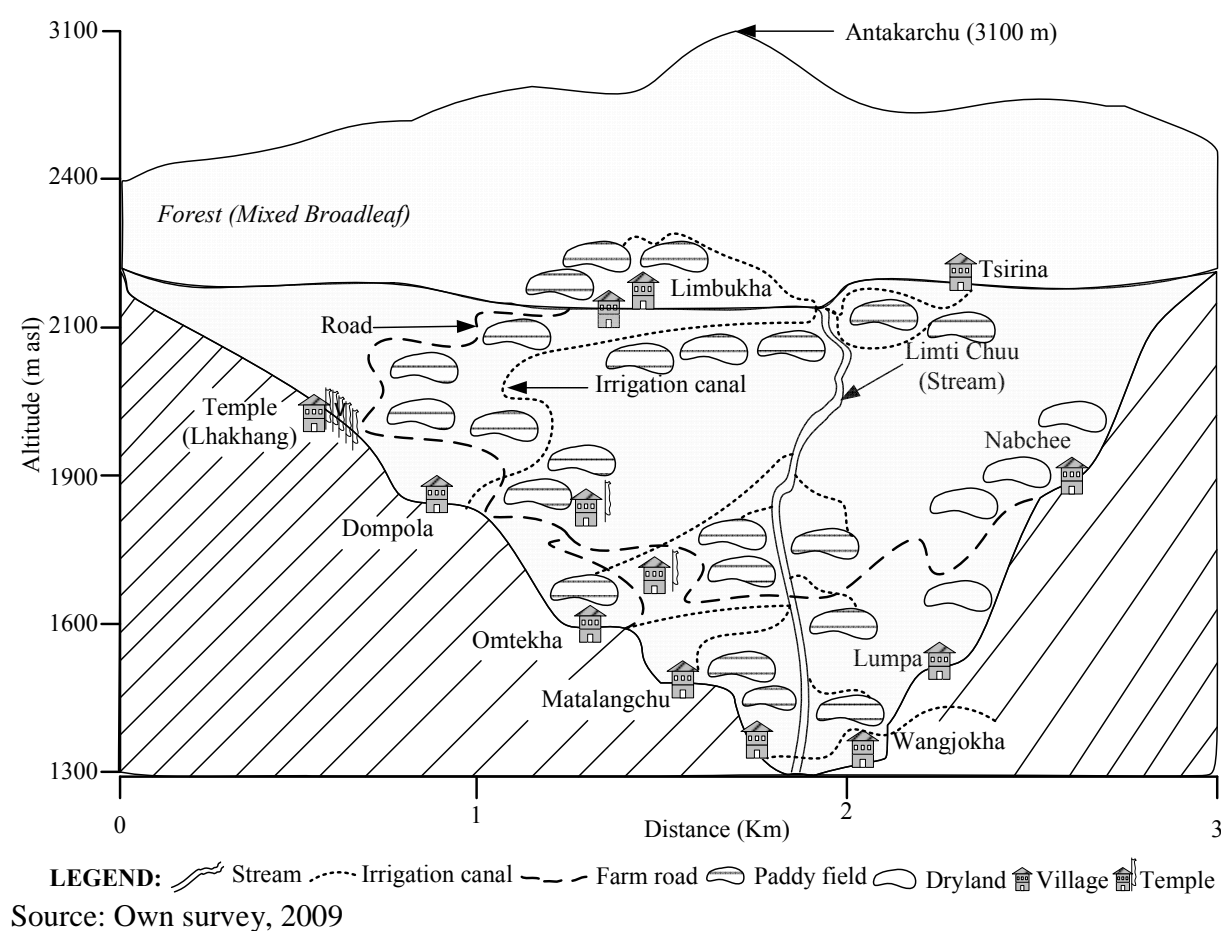 3100
Antakarchu (3100 m)
2400
Forest (Mixed Broadleaf)
Tsirina
Limbukha
Road
2100
Limti Chuu
(Stream)
Irrigation canal
Temple
(Lhakhang)
Nabchee
Altitude (m asl)
1900
Dompola
1600
Omtekha
Lumpa
Matalangchu
Wangjokha
1300
0
1
2
3
Distance (Km)
LEGEND: Stream Irrigation canal Farm road Paddy field Dryland Village Temple
Source: Own survey, 2009